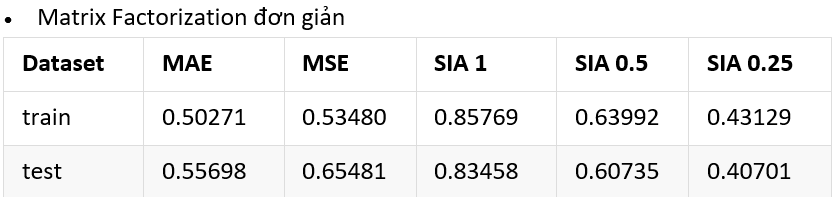 • Matrix Factorization đơn giản
Dataset MAE MSE SIA 1 SIA 0.5 SIA 0.25
train 0.50271 0.53480 0.85769 0.63992 0.43129
test 0.55698 0.65481 0.83458 0.60735 0.40701